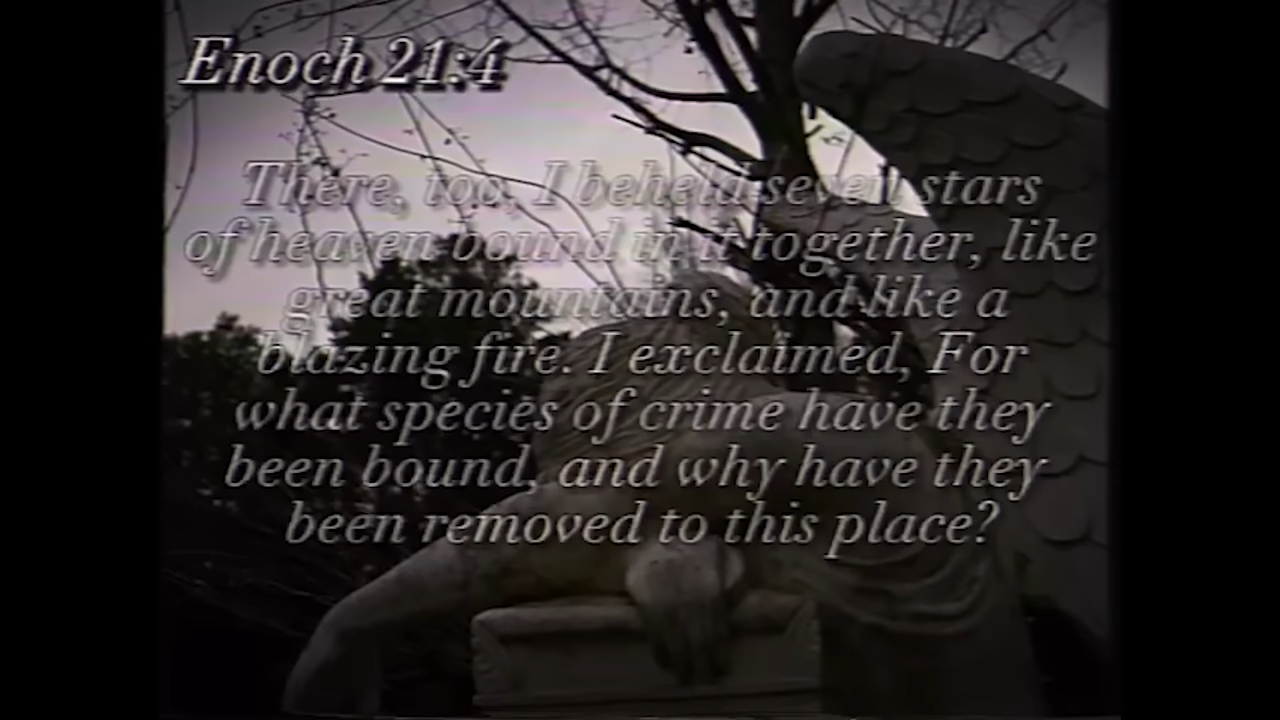 Enoch 21:4
There, too, I beheld seven stars
of heaven bound in it together, like
great mountains, and like a
blazing fire. I exclaimed, For
what species of crime have they
been bound, and why have they
been removed to this place?